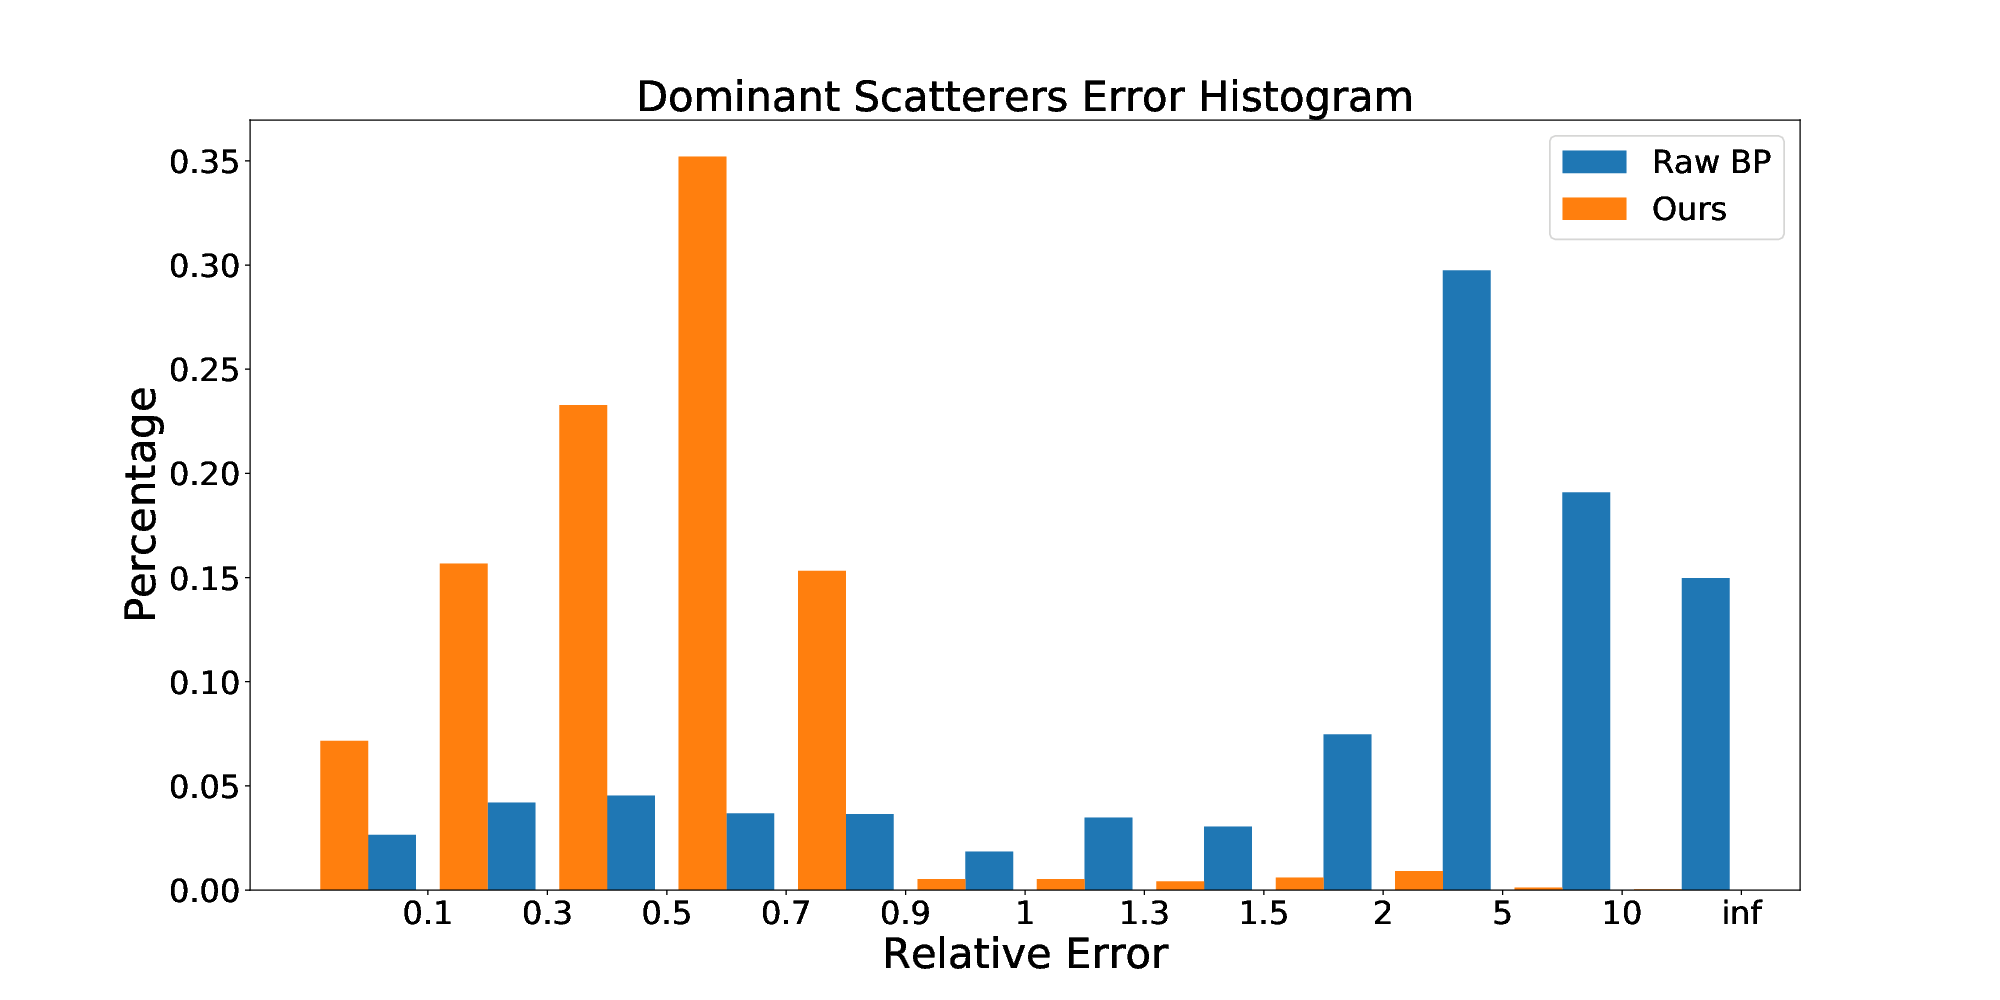 Dominant Scatterers Error Histogram
Raw BP
Ours
Percentage
0.35
0.30
0.25
0.20
0.15
0.10
0.05
0.00
0.1 0.3 0.5 0.7 0.9 1 1.3 1.5 2 5 10 inf
Relative Error